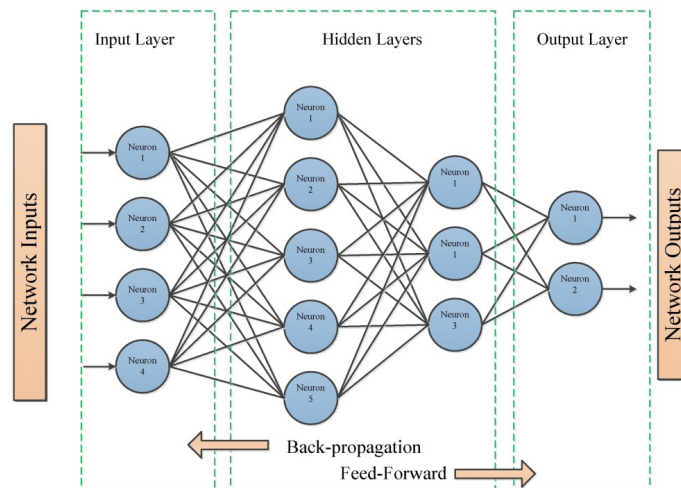 Input Layer
Hidden Layers
Output Layer
Network Inputs
Neuron
1
Neuron
2
Neuron
3
Neuron
4
Neuron
1
Neuron
2
Neuron
3
Neuron
4
Neuron
5
Neuron
1
Neuron
1
Neuron
3
Neuron
1
Neuron
2
Network Outputs
Back-propagation
Feed-Forward